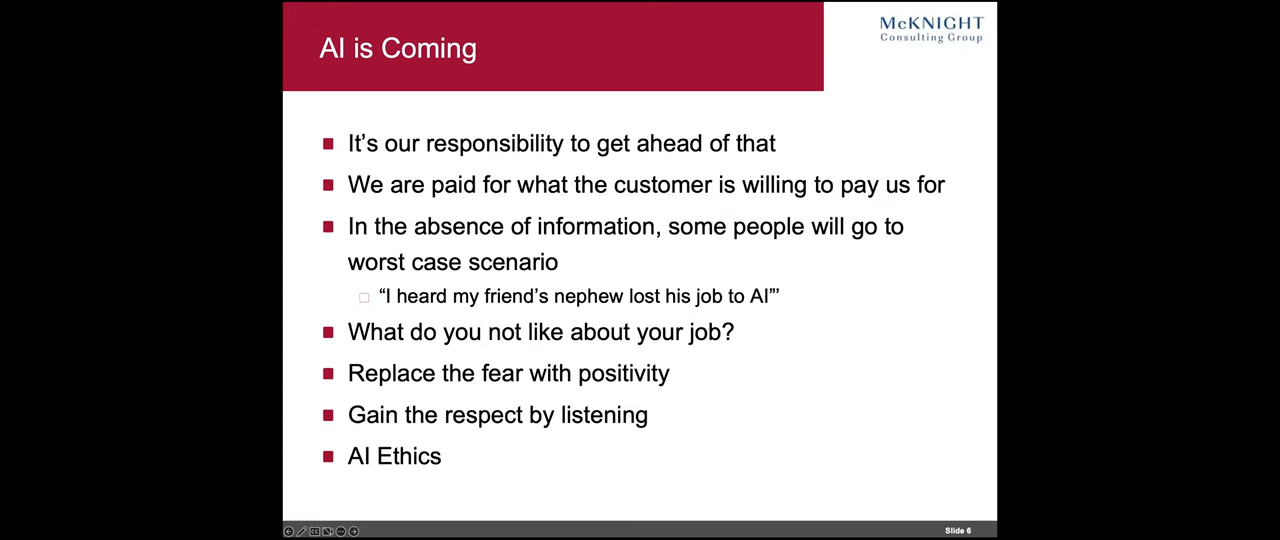 AI is Coming
McKNIGHT
Consulting Group
It’s our responsibility to get ahead of that
We are paid for what the customer is willing to pay us for
In the absence of information, some people will go to
worst case scenario
“I heard my friend’s nephew lost his job to AI”’
What do you not like about your job?
Replace the fear with positivity
Gain the respect by listening
AI Ethics
Slide 6